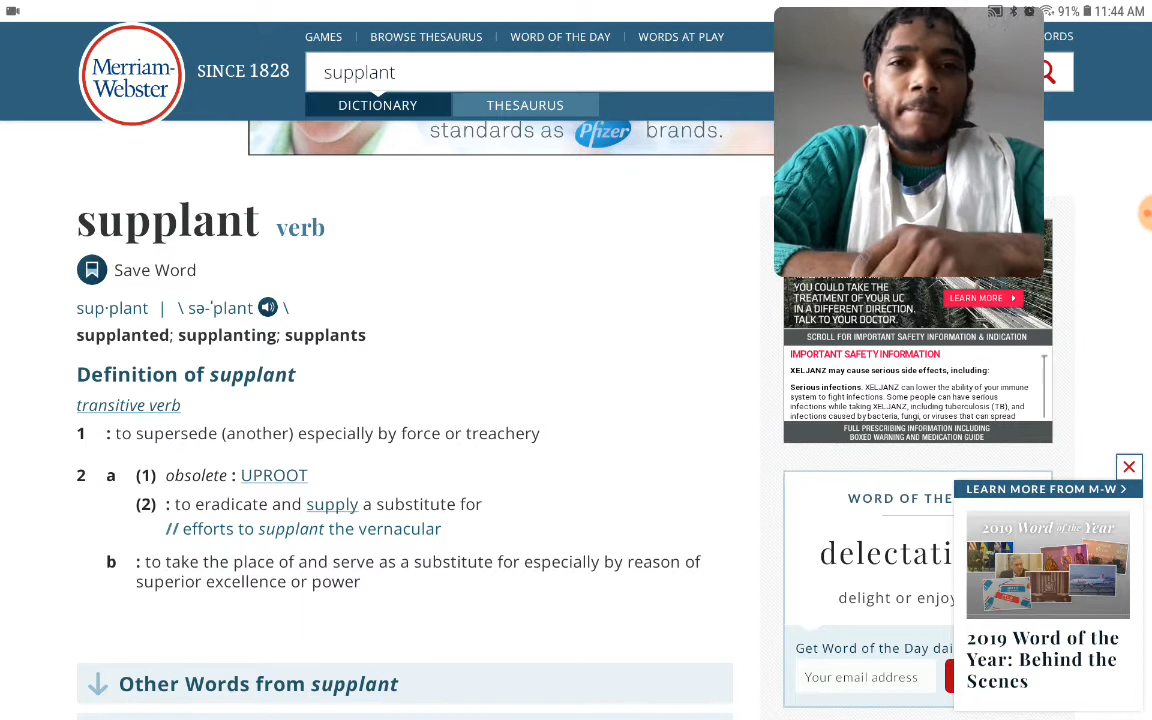 91% 11:44 AM
GAMES BROWSE THESAURUS WORD OF THE DAY WORDS AT PLAY
Merriam-
Webster
SINCE 1828
supplant
DICTIONARY THESAURUS
standards as Pfizer brands.
supplant verb
Save Word
sup·plant | \ sə-ˈplant \
supplanted; supplanting; supplants
Definition of supplant
transitive verb
1 : to supersede (another) especially by force or treachery
2 a (1) obsolete : UPROOT
(2) : to eradicate and supply a substitute for
// efforts to supplant the vernacular
b : to take the place of and serve as a substitute for especially by reason of
superior excellence or power
Other Words from supplant
YOU COULD TAKE THE
TREATMENT OF YOUR UC
IN A DIFFERENT DIRECTION.
TALK TO YOUR DOCTOR.
LEARN MORE
SCROLL FOR IMPORTANT SAFETY INFORMATION & INDICATION
IMPORTANT SAFETY INFORMATION
XELJANZ may cause serious side effects, including:
Serious infections. XELJANZ can lower the ability of your immune
system to fight infections. Some people can have serious
infections while taking XELJANZ, including tuberculosis (TB), and
infections caused by bacteria, fungi, or viruses that can spread
FULL PRESCRIBING INFORMATION INCLUDING
BOXED WARNING AND MEDICATION GUIDE
WORD OF THE
delectati
delight or enjoy
Get Word of the Day dai
Your email address
LEARN MORE FROM M-W >
2019 Word of the Year
2019 Word of the
Year: Behind the
Scenes